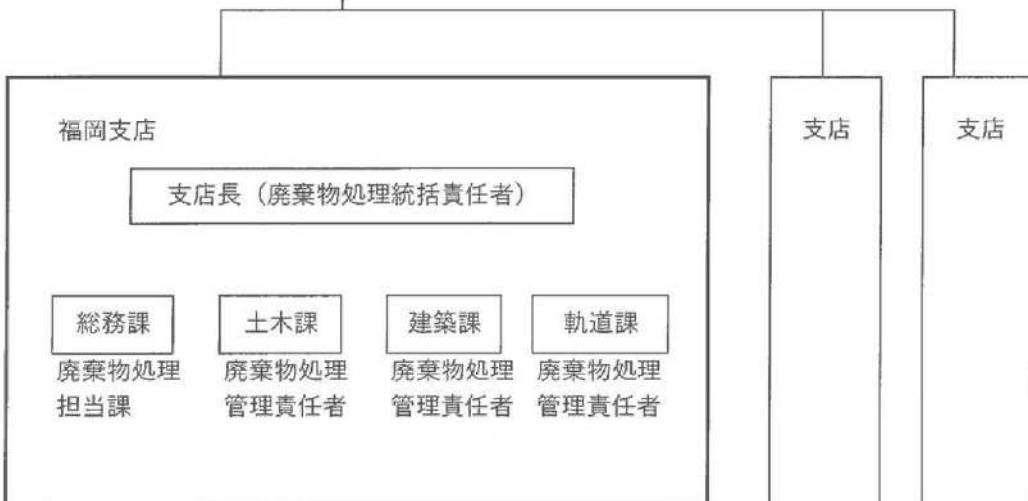 福岡支店
支店
支店
支店長（廃棄物処理統括責任者）
総務課
土木課
建築課
軌道課
廃棄物処理
担当課
廃棄物処理
管理責任者
廃棄物処理
管理責任者
廃棄物処理
管理責任者